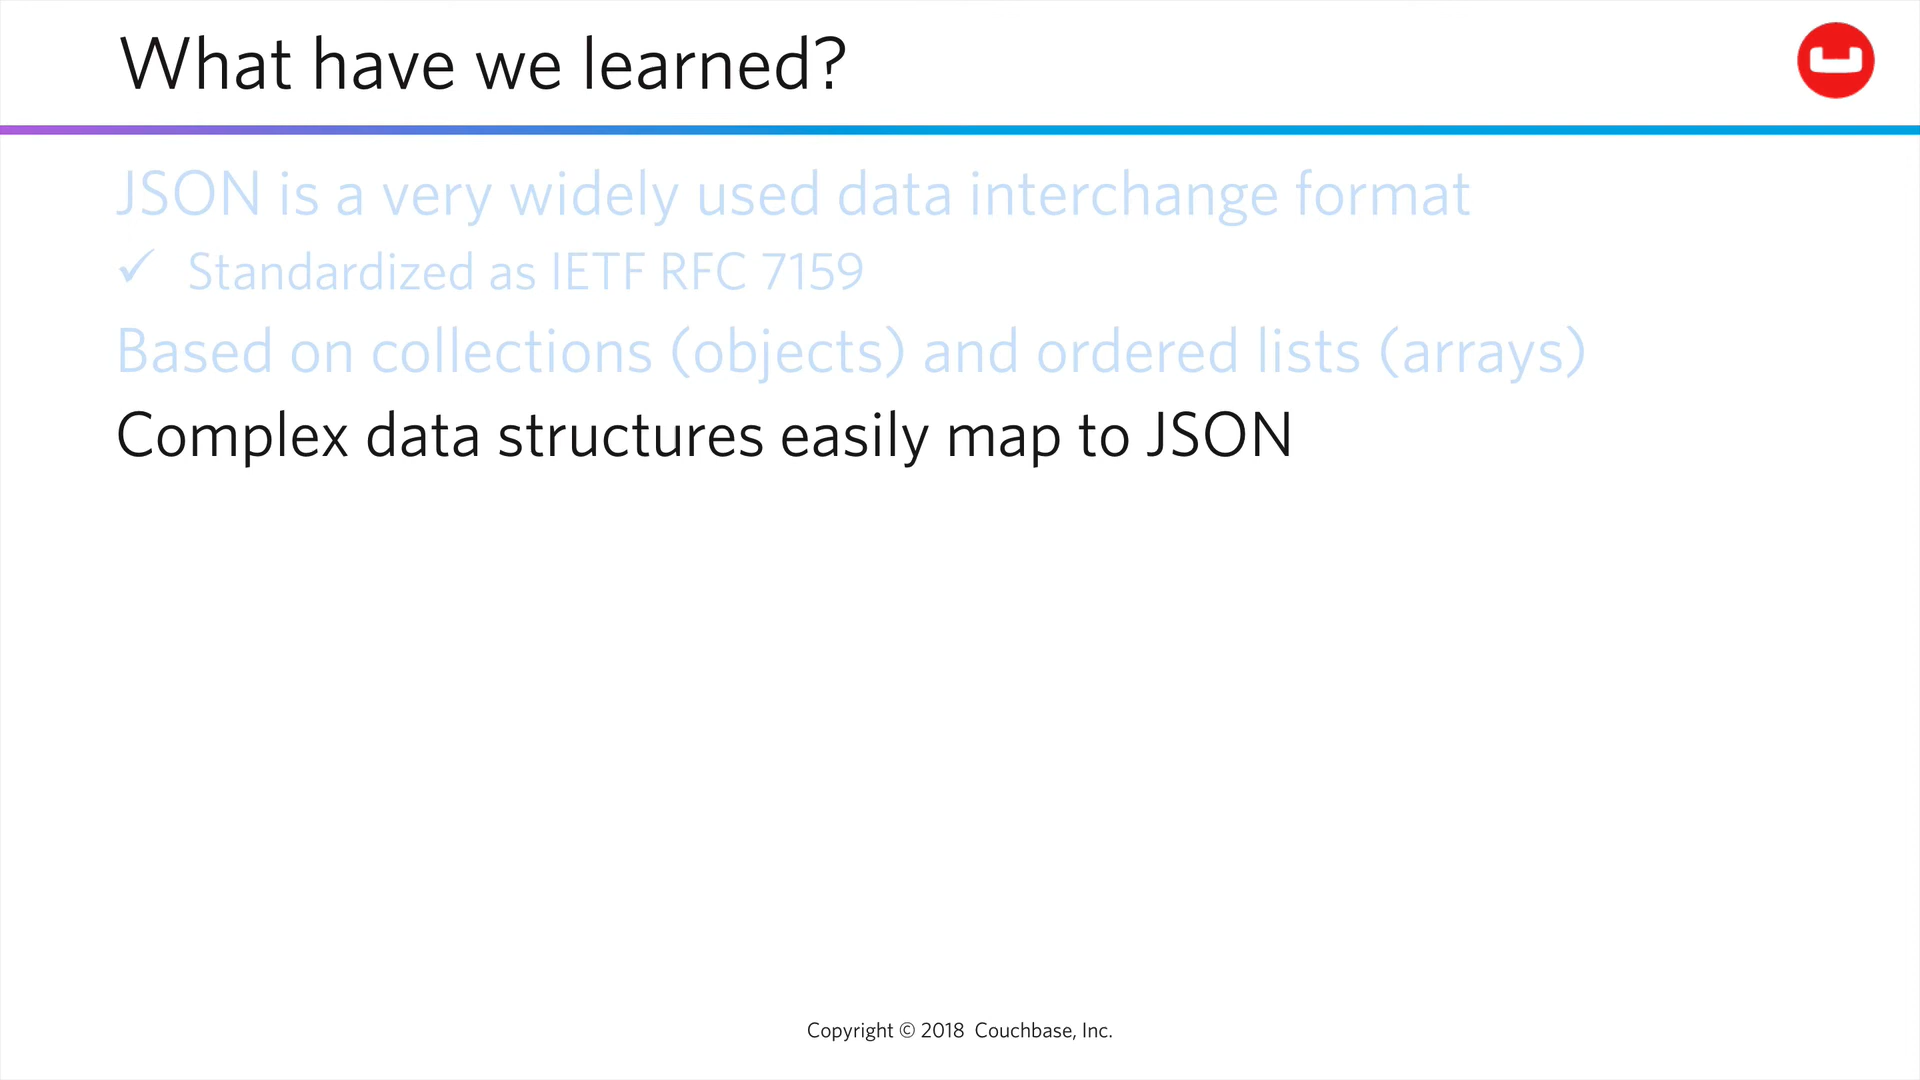 What have we learned?
JSON is a very widely used data interchange format
✓ Standardized as IETF RFC 7159
Based on collections (objects) and ordered lists (arrays)
Complex data structures easily map to JSON
Copyright © 2018 Couchbase, Inc.